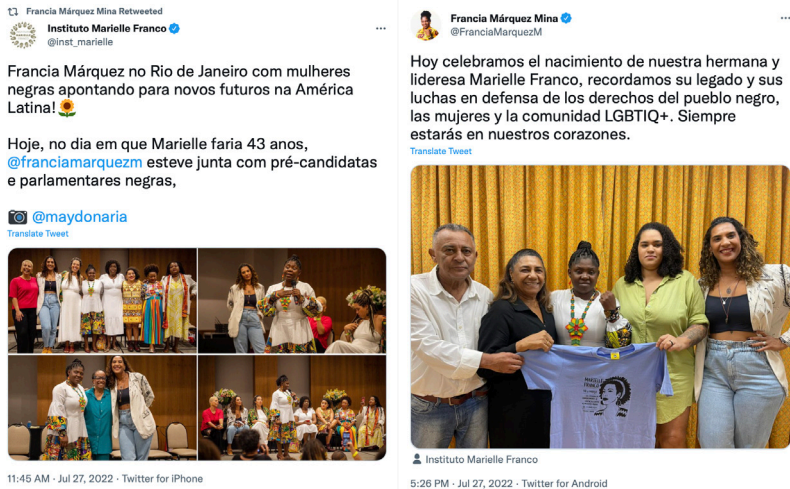 Francia Márquez Mina Retweeted
Instituto Marielle Franco
@inst_marielle
Francia Márquez no Rio de Janeiro com mulheres
negras apontando para novos futuros na América
Latina!🌻
Hoje, no dia em que Marielle faria 43 anos,
@franciamarquezm esteve junta com pré-candidatas
e parlamentares negras,
📷 @maydonaria
Translate Tweet
11:45 AM · Jul 27, 2022 · Twitter for iPhone
Francia Márquez Mina
@FranciaMarquezM
Hoy celebramos el nacimiento de nuestra hermana y
lideresa Marielle Franco, recordamos su legado y sus
luchas en defensa de los derechos del pueblo negro,
las mujeres y la comunidad LGBTIQ+. Siempre
estarás en nuestros corazones.
Translate Tweet
Instituto Marielle Franco
5:26 PM · Jul 27, 2022 · Twitter for Android